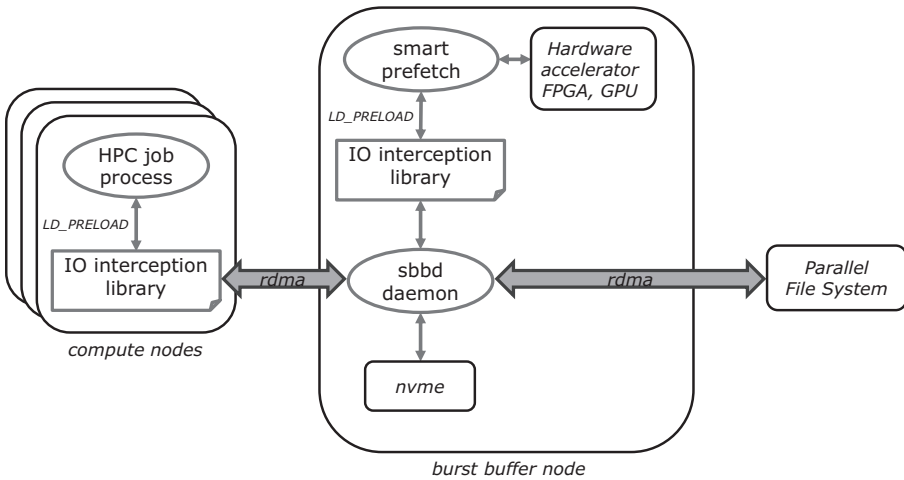 smart
prefetch
Hardware
accelerator
FPGA, GPU
LD_PRELOAD
HPC job
process
IO interception
library
LD_PRELOAD
IO interception
library
rdma
sbbd
daemon
rdma
Parallel
File System
compute nodes
nvme
burst buffer node